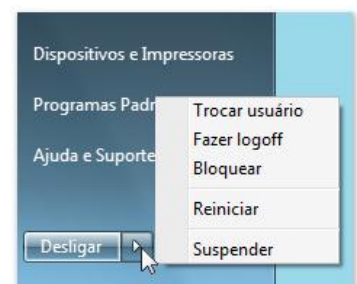 Dispositivos e Impressoras
Programas Padr
Ajuda e Suporte
Desligar
Trocar usuário
Fazer logoff
Bloquear
Reiniciar
Suspender